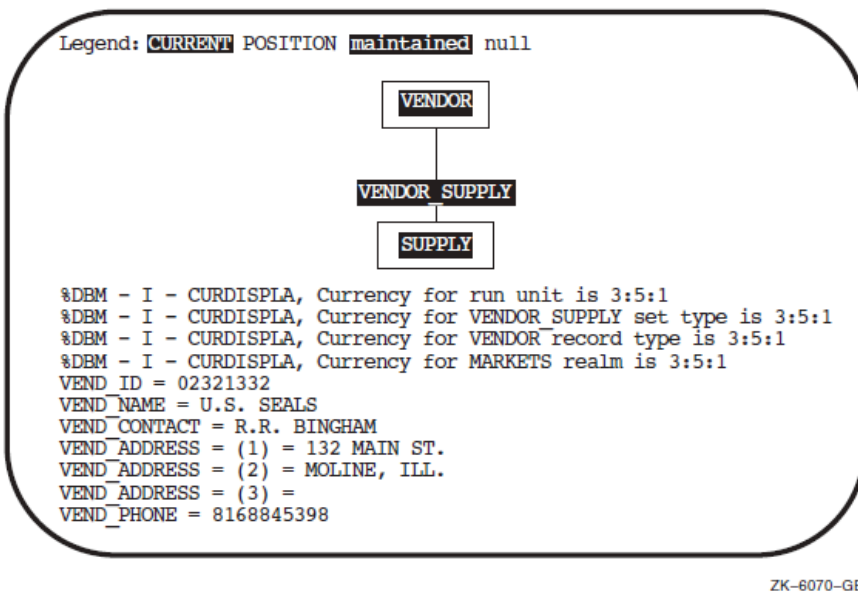 Legend: CURRENT POSITION maintained null
VENDOR
VENDOR_SUPPLY
SUPPLY
%DBM - I - CURDISPLA, Currency for run unit is 3:5:1
%DBM - I - CURDISPLA, Currency for VENDOR_SUPPLY set type is 3:5:1
%DBM - I - CURDISPLA, Currency for VENDOR record type is 3:5:1
%DBM - I - CURDISPLA, Currency for MARKETS realm is 3:5:1
VEND_ID = 02321332
VEND_NAME = U.S. SEALS
VEND_CONTACT = R.R. BINGHAM
VEND_ADDRESS = (1) = 132 MAIN ST.
VEND_ADDRESS = (2) = MOLINE, ILL.
VEND_ADDRESS = (3) =
VEND_PHONE = 8168845398
ZK-6070-GE